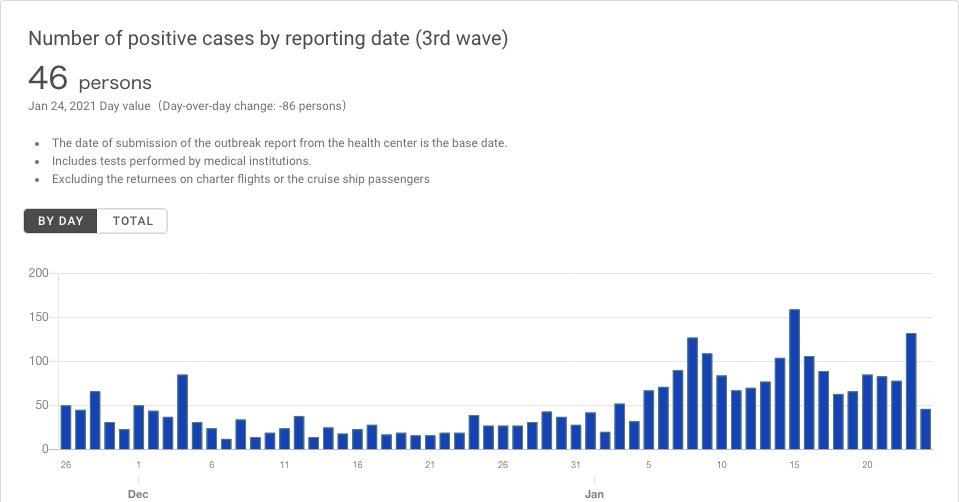 Number of positive cases by reporting date (3rd wave)
46 persons
Jan 24, 2021 Day value（Day-over-day change: -86 persons）
The date of submission of the outbreak report from the health center is the base date.
Includes tests performed by medical institutions.
Excluding the returnees on charter flights or the cruise ship passengers
BY DAY TOTAL
200
150
100
50
0
26 1 6 11 16 21 26 31 5 10 15 20
Dec Jan